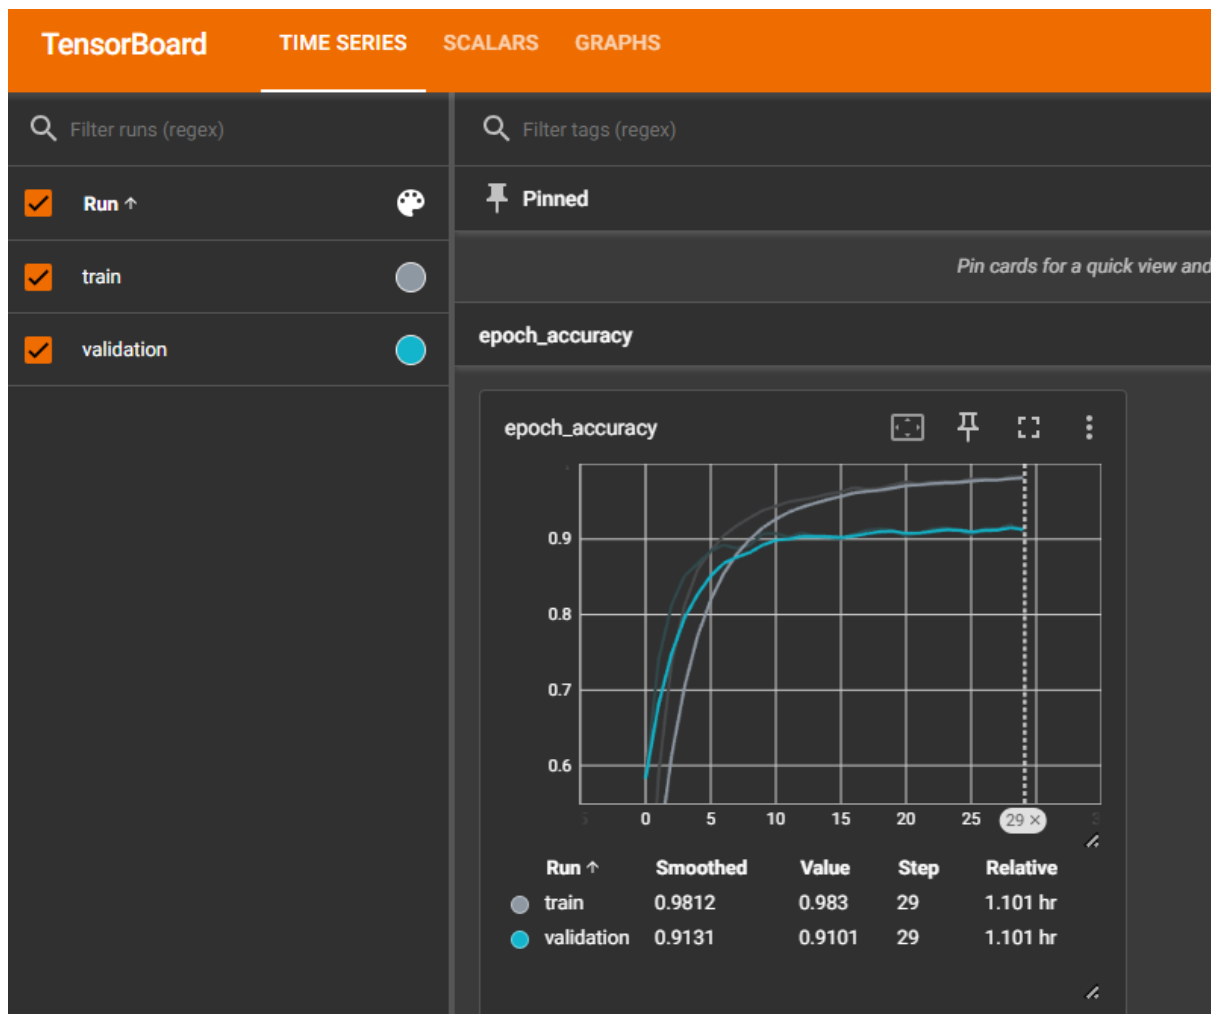 TensorBoard TIME SERIES SCALARS GRAPHS
Filter runs (regex)
Filter tags (regex)
Run ↑
Pinned
train
Pin cards for a quick view and
validation
epoch_accuracy
epoch_accuracy
0.9
0.8
0.7
0.6
5 0 5 10 15 20 25 29 × 3
Run ↑ Smoothed Value Step Relative
train 0.9812 0.983 29 1.101 hr
validation 0.9131 0.9101 29 1.101 hr